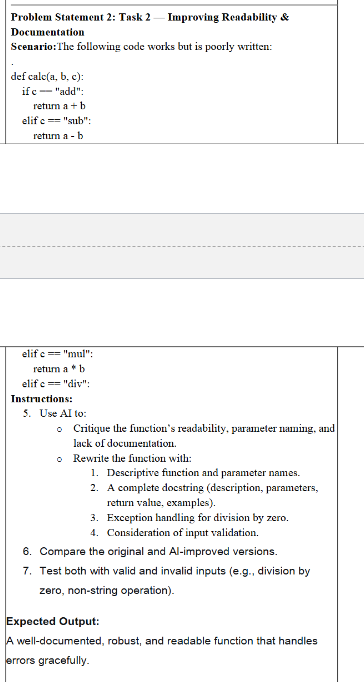 Problem Statement 2: Task 2 — Improving Readability &
Documentation
Scenario:The following code works but is poorly written:
.
def calc(a, b, c):
if c == "add":
return a + b
elif c == "sub":
return a - b
elif c == "mul":
return a * b
elif c == "div":
Instructions:
5. Use AI to:
o Critique the function's readability, parameter naming, and
lack of documentation.
o Rewrite the function with:
1. Descriptive function and parameter names.
2. A complete docstring (description, parameters,
return value, examples).
3. Exception handling for division by zero.
4. Consideration of input validation.
6. Compare the original and AI-improved versions.
7. Test both with valid and invalid inputs (e.g., division by
zero, non-string operation).
Expected Output:
A well-documented, robust, and readable function that handles
errors gracefully.